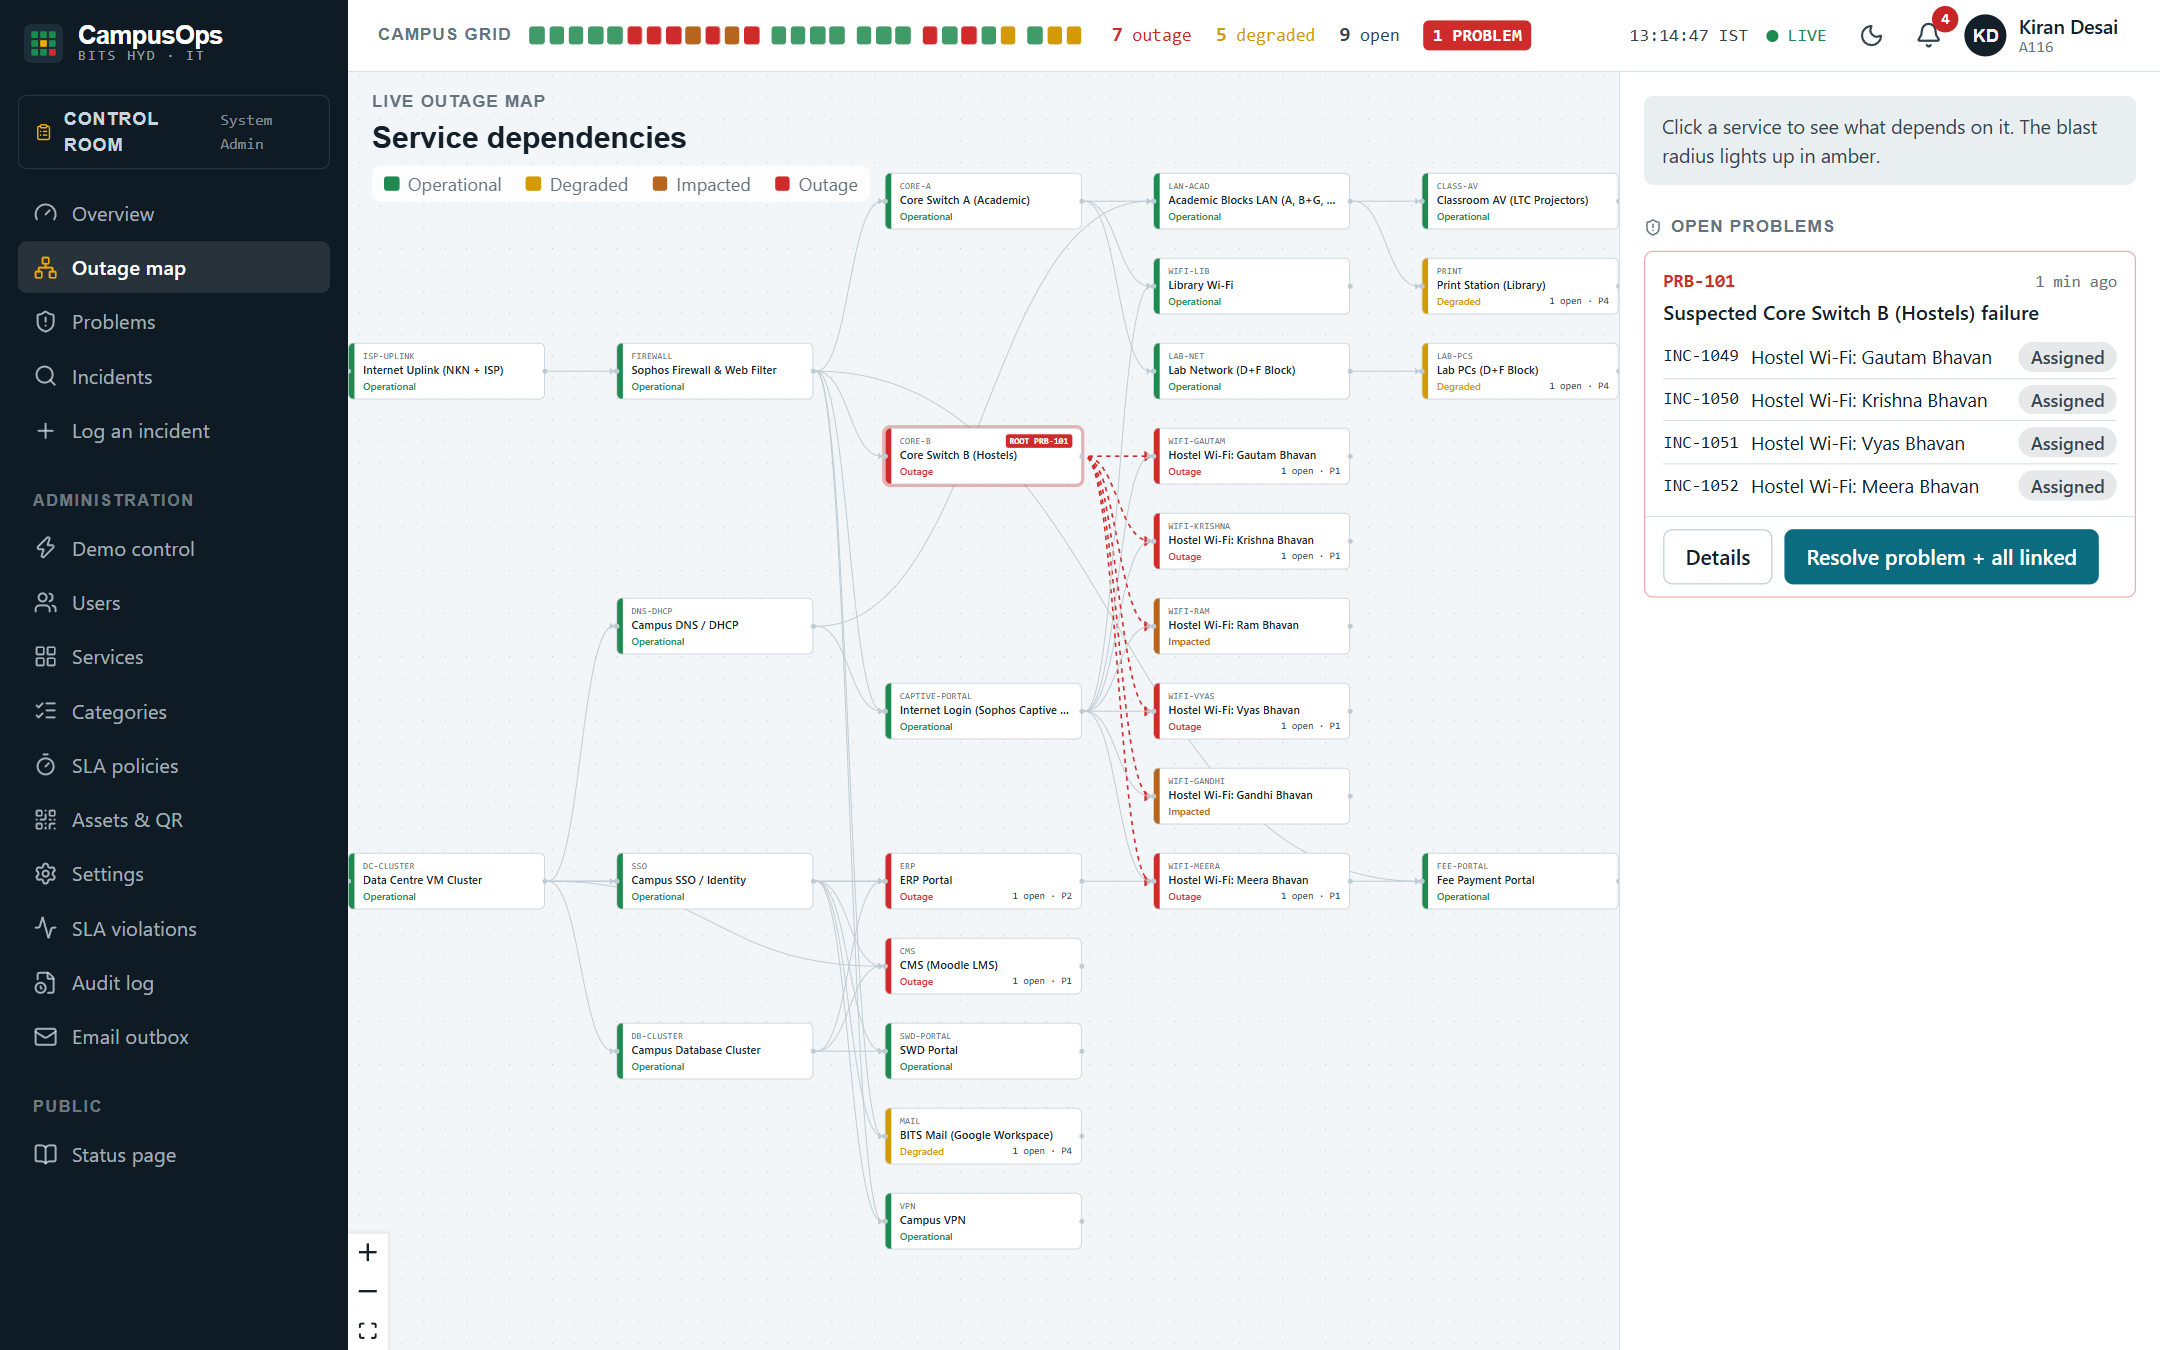 CampusOps
BITS HYD · IT
CONTROL ROOM
System Admin
Overview
Outage map
Problems
Incidents
Log an incident
ADMINISTRATION
Demo control
Users
Services
Categories
SLA policies
Assets & QR
Settings
SLA violations
Audit log
Email outbox
PUBLIC
Status page
CAMPUS GRID
7 outage
5 degraded
9 open
1 PROBLEM
13:14:47 IST
LIVE
4
KD
Kiran Desai
A116
LIVE OUTAGE MAP
Service dependencies
Operational
Degraded
Impacted
Outage
ISP-UPLINK
Internet Uplink (NKN + ISP)
Operational
DC-CLUSTER
Data Centre VM Cluster
Operational
FIREWALL
Sophos Firewall & Web Filter
Operational
DNS-DHCP
Campus DNS / DHCP
Operational
SSO
Campus SSO / Identity
Operational
DB-CLUSTER
Campus Database Cluster
Operational
CORE-A
Core Switch A (Academic)
Operational
CORE-B
ROOT PRB-101
Core Switch B (Hostels)
Outage
CAPTIVE-PORTAL
Internet Login (Sophos Captive ...
Operational
ERP
ERP Portal
Outage
1 open · P2
CMS
CMS (Moodle LMS)
Outage
1 open · P1
SWD-PORTAL
SWD Portal
Operational
MAIL
BITS Mail (Google Workspace)
Degraded
1 open · P4
VPN
Campus VPN
Operational
LAN-ACAD
Academic Blocks LAN (A, B+G, ...
Operational
WIFI-LIB
Library Wi-Fi
Operational
LAB-NET
Lab Network (D+F Block)
Operational
WIFI-GAUTAM
Hostel Wi-Fi: Gautam Bhavan
Outage
1 open · P1
WIFI-KRISHNA
Hostel Wi-Fi: Krishna Bhavan
Outage
1 open · P1
WIFI-RAM
Hostel Wi-Fi: Ram Bhavan
Impacted
WIFI-VYAS
Hostel Wi-Fi: Vyas Bhavan
Outage
1 open · P1
WIFI-GANDHI
Hostel Wi-Fi: Gandhi Bhavan
Impacted
WIFI-MEERA
Hostel Wi-Fi: Meera Bhavan
Outage
1 open · P1
CLASS-AV
Classroom AV (LTC Projectors)
Operational
PRINT
Print Station (Library)
Degraded
1 open · P4
LAB-PCS
Lab PCs (D+F Block)
Degraded
1 open · P4
FEE-PORTAL
Fee Payment Portal
Operational
Click a service to see what depends on it. The blast
radius lights up in amber.
OPEN PROBLEMS
PRB-101
1 min ago
Suspected Core Switch B (Hostels) failure
INC-1049 Hostel Wi-Fi: Gautam Bhavan Assigned
INC-1050 Hostel Wi-Fi: Krishna Bhavan Assigned
INC-1051 Hostel Wi-Fi: Vyas Bhavan Assigned
INC-1052 Hostel Wi-Fi: Meera Bhavan Assigned
Details
Resolve problem + all linked